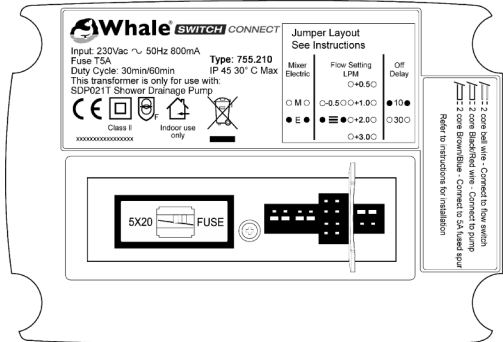 Whale® SWITCH CONNECT
Input: 230Vac ~ 50Hz 800mA
Fuse T5A
Type: 755.210
Duty Cycle: 30min/60min
IP 45 30° C Max
This transformer is only for use with:
SDP021T Shower Drainage Pump
CE
F
Class II
Indoor use
only
xxxxxxxxxxxxxxxxxx
Jumper Layout
See Instructions
Mixer
Electric
Flow Setting
LPM
Off
Delay
+0.5
M
-0.5
+1.0
10
E
+2.0
30
+3.0
2 core bell wire - Connect to flow switch
2 core Black/Red wire - Connect to pump
2 core Brown/Blue - Connect to 5A fused spur
Refer to instructions for installation
5X20 FUSE